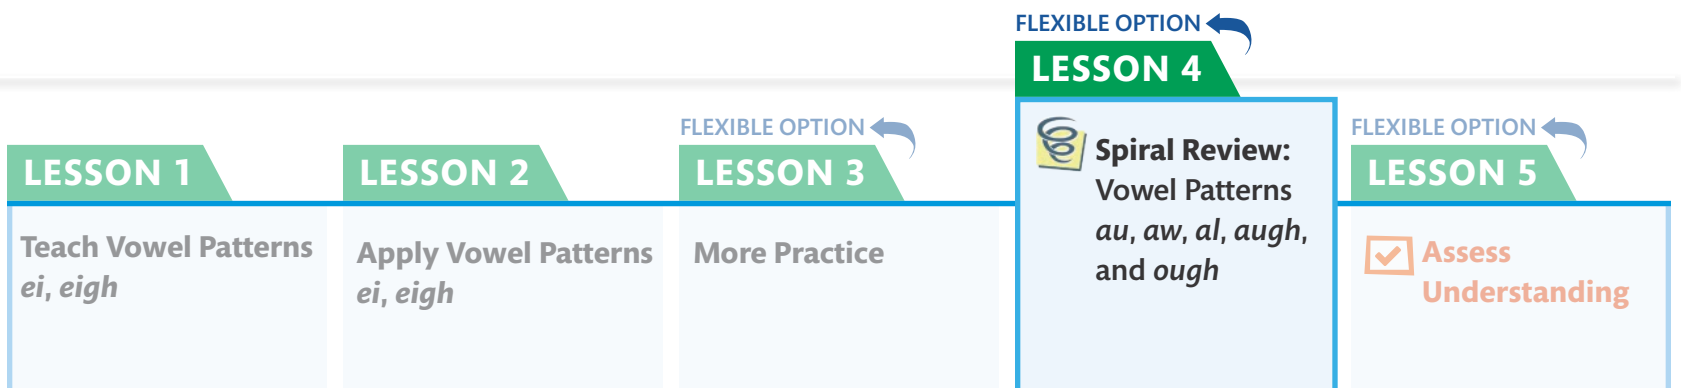 LESSON 1
Teach Vowel Patterns
ei, eigh
LESSON 2
Apply Vowel Patterns
ei, eigh
FLEXIBLE OPTION
LESSON 3
More Practice
FLEXIBLE OPTION
LESSON 4
Spiral Review:
Vowel Patterns
au, aw, al, augh,
and ough
FLEXIBLE OPTION
LESSON 5
Assess
Understanding